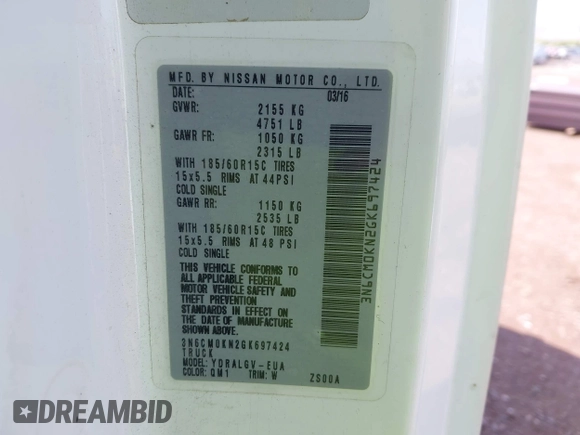 MFD. BY NISSAN MOTOR CO., LTD.
DATE: 03/16
GVWR: 2155 KG
4751 LB
GAWR FR: 1050 KG
2315 LB
WITH 185/60R15C TIRES
15x5.5 RIMS AT 44PSI
COLD SINGLE
GAWR RR: 1150 KG
2535 LB
WITH 185/60R15C TIRES
15x5.5 RIMS AT 48 PSI
COLD SINGLE
THIS VEHICLE CONFORMS TO
ALL APPLICABLE FEDERAL
MOTOR VEHICLE SAFETY AND
THEFT PREVENTION
STANDARDS IN EFFECT ON
THE DATE OF MANUFACTURE
SHOWN ABOVE.
3N6CM0KN2GK697424
TRUCK
MODEL: YDRALGV-EUA
COLOR: QM1 TRIM: W ZS00A
3N6CM0KN2GK697424
DREAMBID